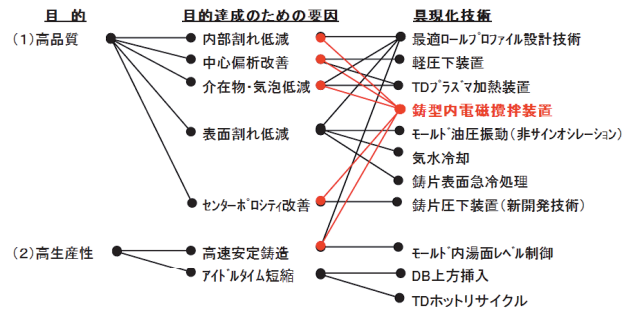 目　的　目的達成のための要因　具現化技術
（1）高品質　内部割れ低減　最適ロールプロファイル設計技術
中心偏析改善　軽圧下装置
介在物・気泡低減　TDプラズマ加熱装置
鋳型内電磁攪拌装置
表面割れ低減　モールド油圧振動（非サインオシレーション）
気水冷却
鋳片表面急冷処理
センターポロシティ改善　鋳片圧下装置（新開発技術）
（2）高生産性　高速安定鋳造　モールド内湯面レベル制御
アイドルタイム短縮　DB上方挿入
TDホットリサイクル